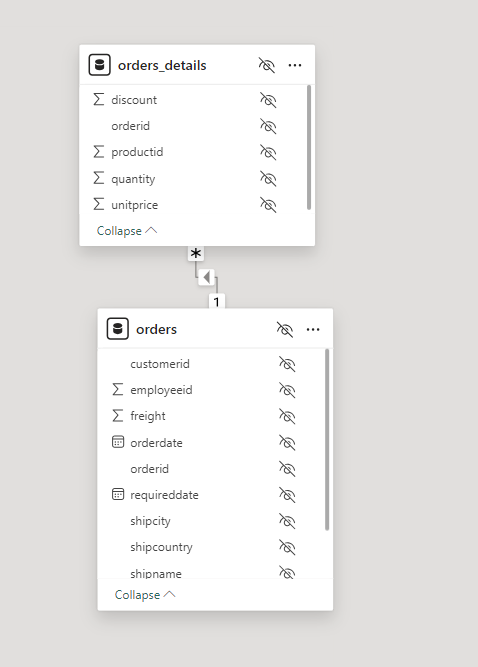 orders_details
discount
orderid
productid
quantity
unitprice
Collapse
*
1
orders
customerid
employeeid
freight
orderdate
orderid
requireddate
shipcity
shipcountry
shipname
Collapse